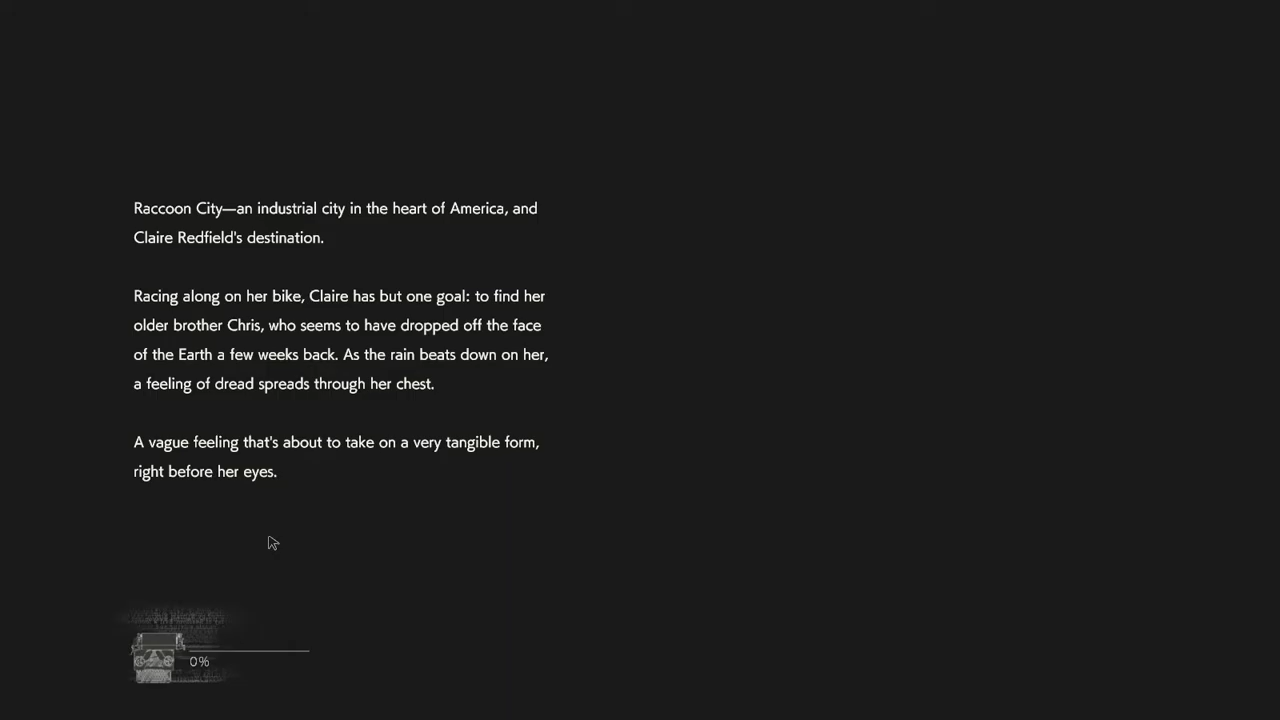 Raccoon City—an industrial city in the heart of America, and
Claire Redfield's destination.
Racing along on her bike, Claire has but one goal: to find her
older brother Chris, who seems to have dropped off the face
of the Earth a few weeks back. As the rain beats down on her,
a feeling of dread spreads through her chest.
A vague feeling that's about to take on a very tangible form,
right before her eyes.
0%